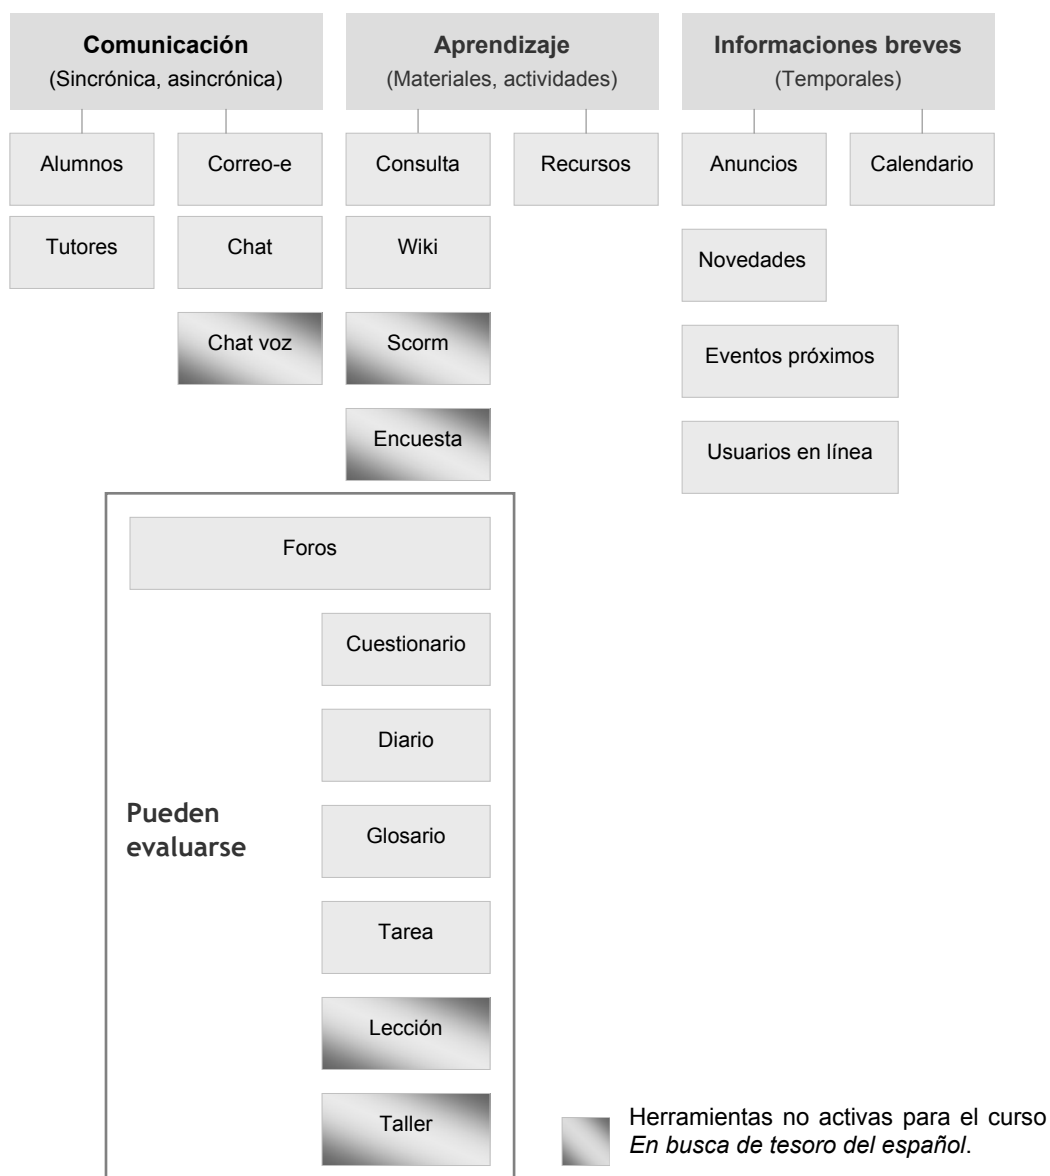 Comunicación
(Sincrónica, asincrónica)
Aprendizaje
(Materiales, actividades)
Informaciones breves
(Temporales)
Alumnos
Correo-e
Consulta
Recursos
Anuncios
Calendario
Tutores
Chat
Wiki
Novedades
Chat voz
Scorm
Eventos próximos
Encuesta
Usuarios en línea
Foros
Cuestionario
Diario
Pueden
evaluarse
Glosario
Tarea
Lección
Taller
Herramientas no activas para el curso
En busca de tesoro del español.